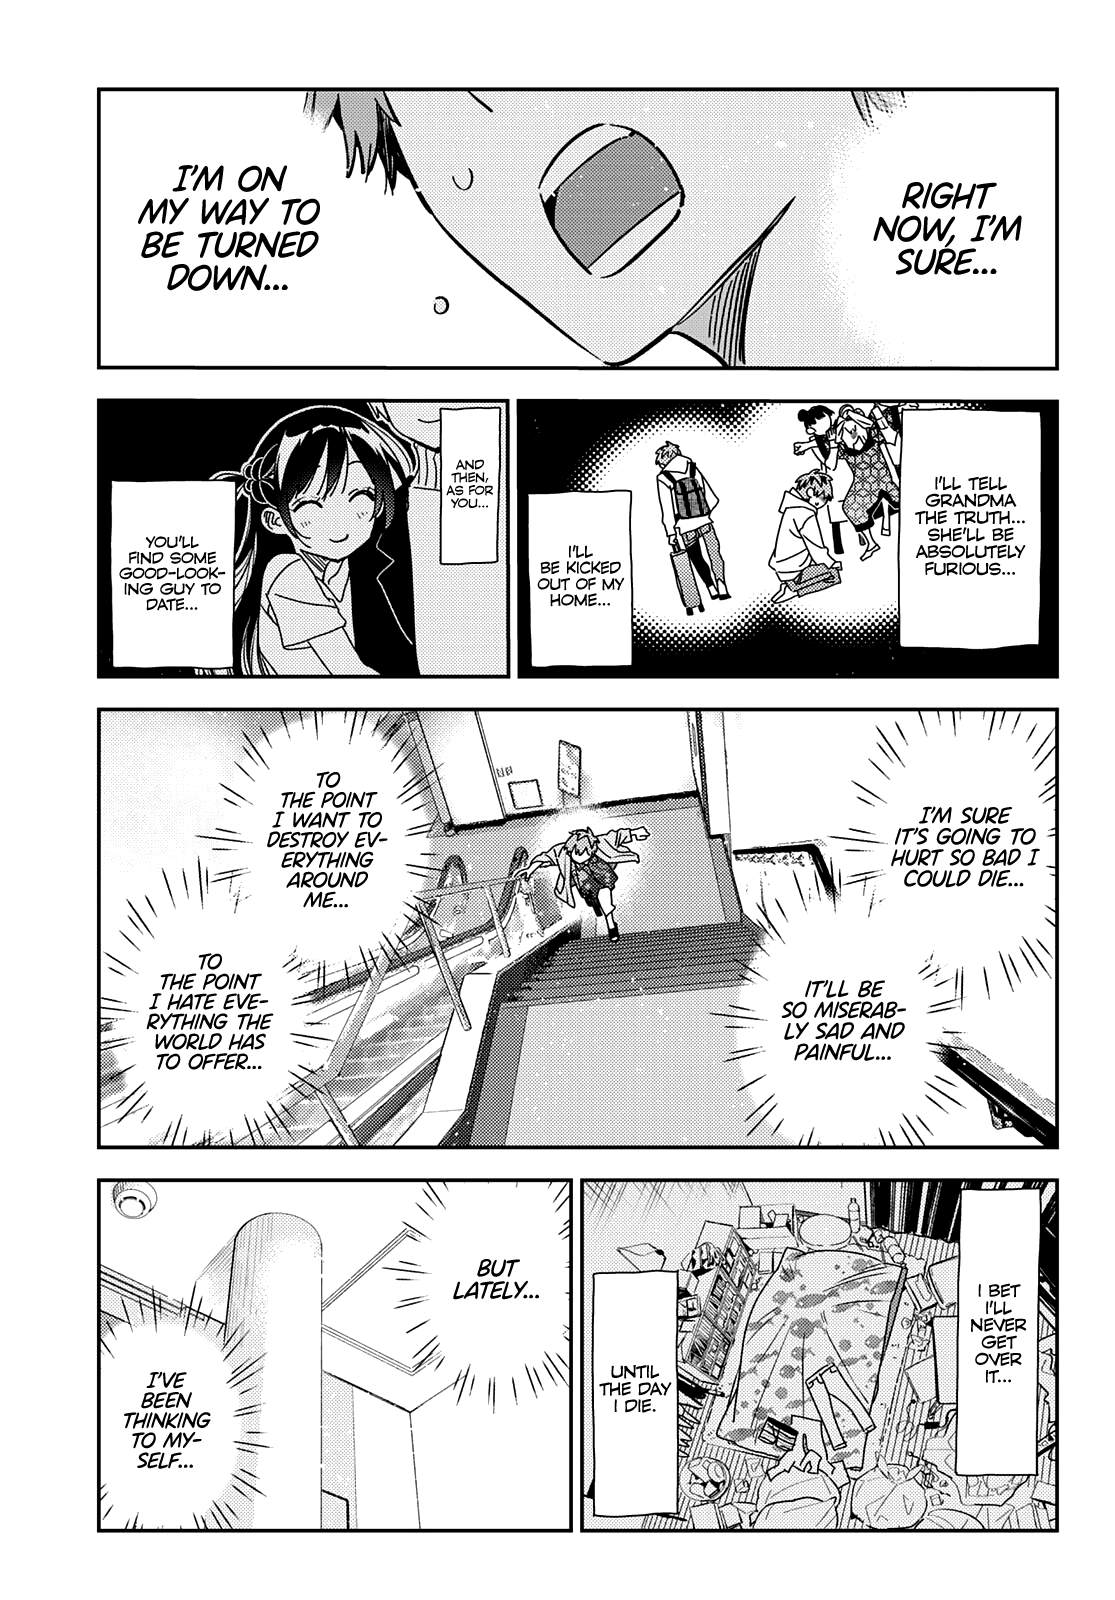 RIGHT
NOW, I'M
SURE...
I'M ON
MY WAY TO
BE TURNED
DOWN...
I'LL TELL
GRANDMA
THE TRUTH...
SHE'LL BE
ABSOLUTELY
FURIOUS...
I'LL
BE KICKED
OUT OF MY
HOME...
AND
THEN,
AS FOR
YOU...
YOU'LL
FIND SOME
GOOD-LOOK-
ING GUY TO
DATE...
I'M SURE
IT'S GOING TO
HURT SO BAD I
COULD DIE...
IT'LL BE
SO MISERAB-
LY SAD AND
PAINFUL...
TO
THE POINT
I WANT TO
DESTROY EV-
ERYTHING
AROUND
ME...
TO
THE POINT
I HATE EVE-
RYTHING THE
WORLD HAS
TO OFFER...
I BET
I'LL
NEVER
GET
OVER
IT...
UNTIL
THE DAY
I DIE.
BUT
LATELY...
I'VE
BEEN
THINKING
TO MY-
SELF...